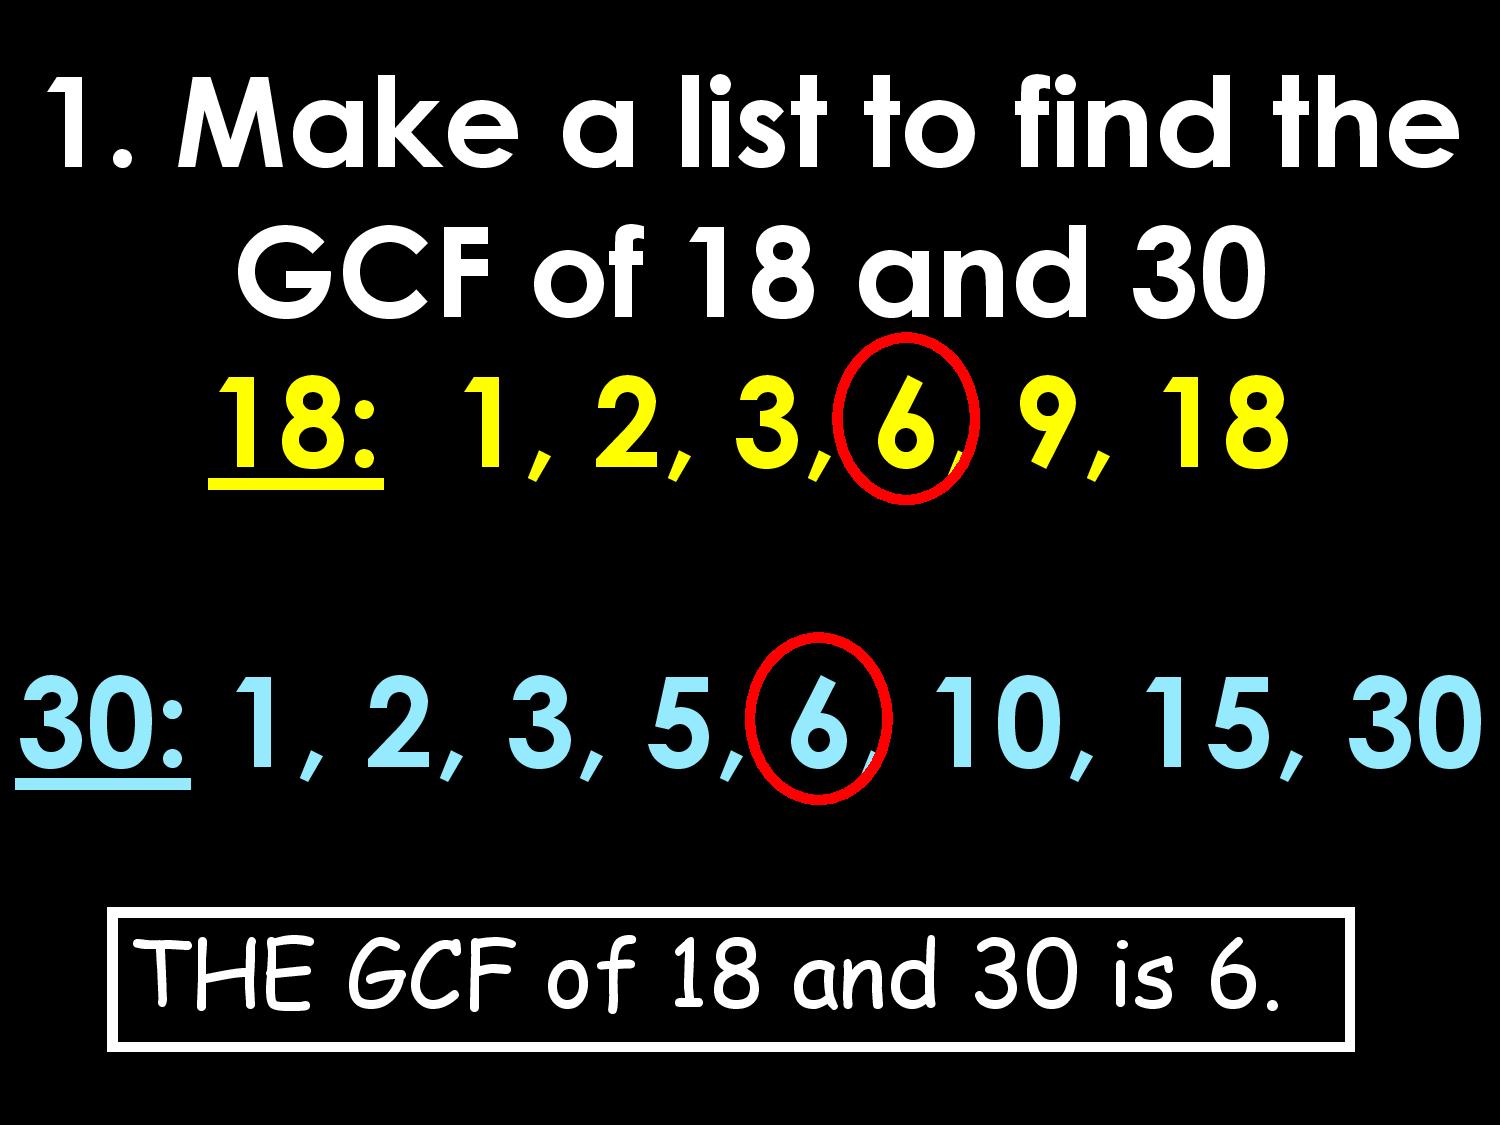 1. Make a list to find the
GCF of 18 and 30
18: 1, 2, 3, 6, 9, 18
30: 1, 2, 3, 5, 6, 10, 15, 30
THE GCF of 18 and 30 is 6.